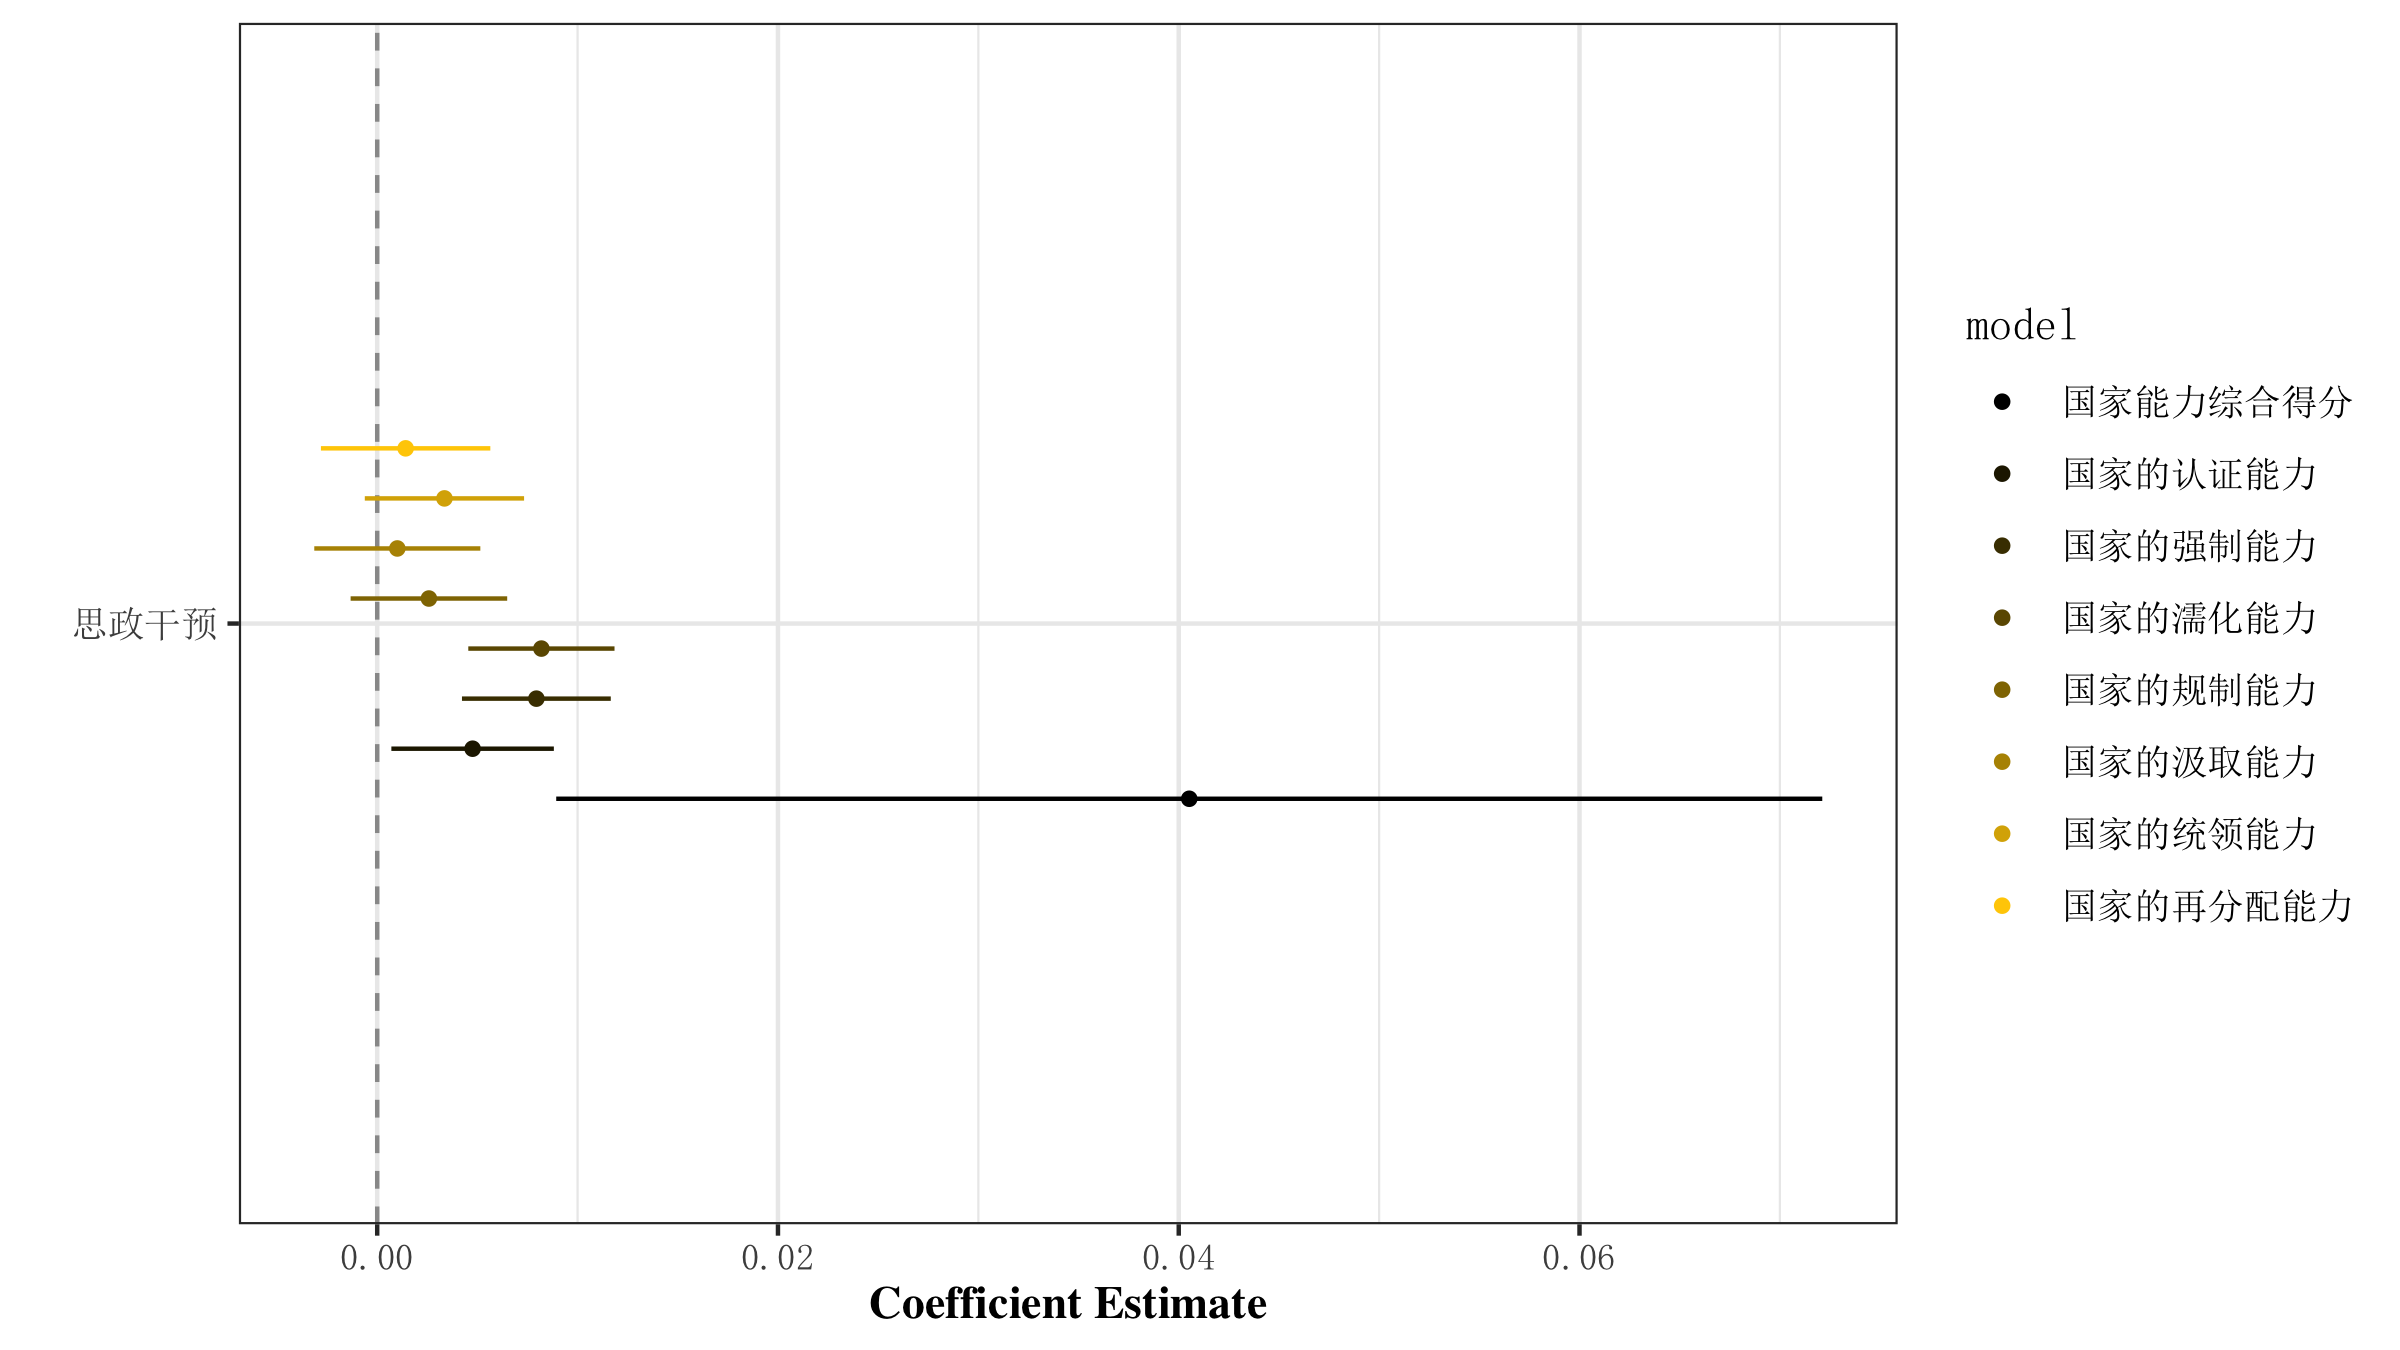 思政干预
0.00 0.02 0.04 0.06
Coefficient Estimate
model
国家能力综合得分
国家的认证能力
国家的强制能力
国家的濡化能力
国家的规制能力
国家的汲取能力
国家的统领能力
国家的再分配能力